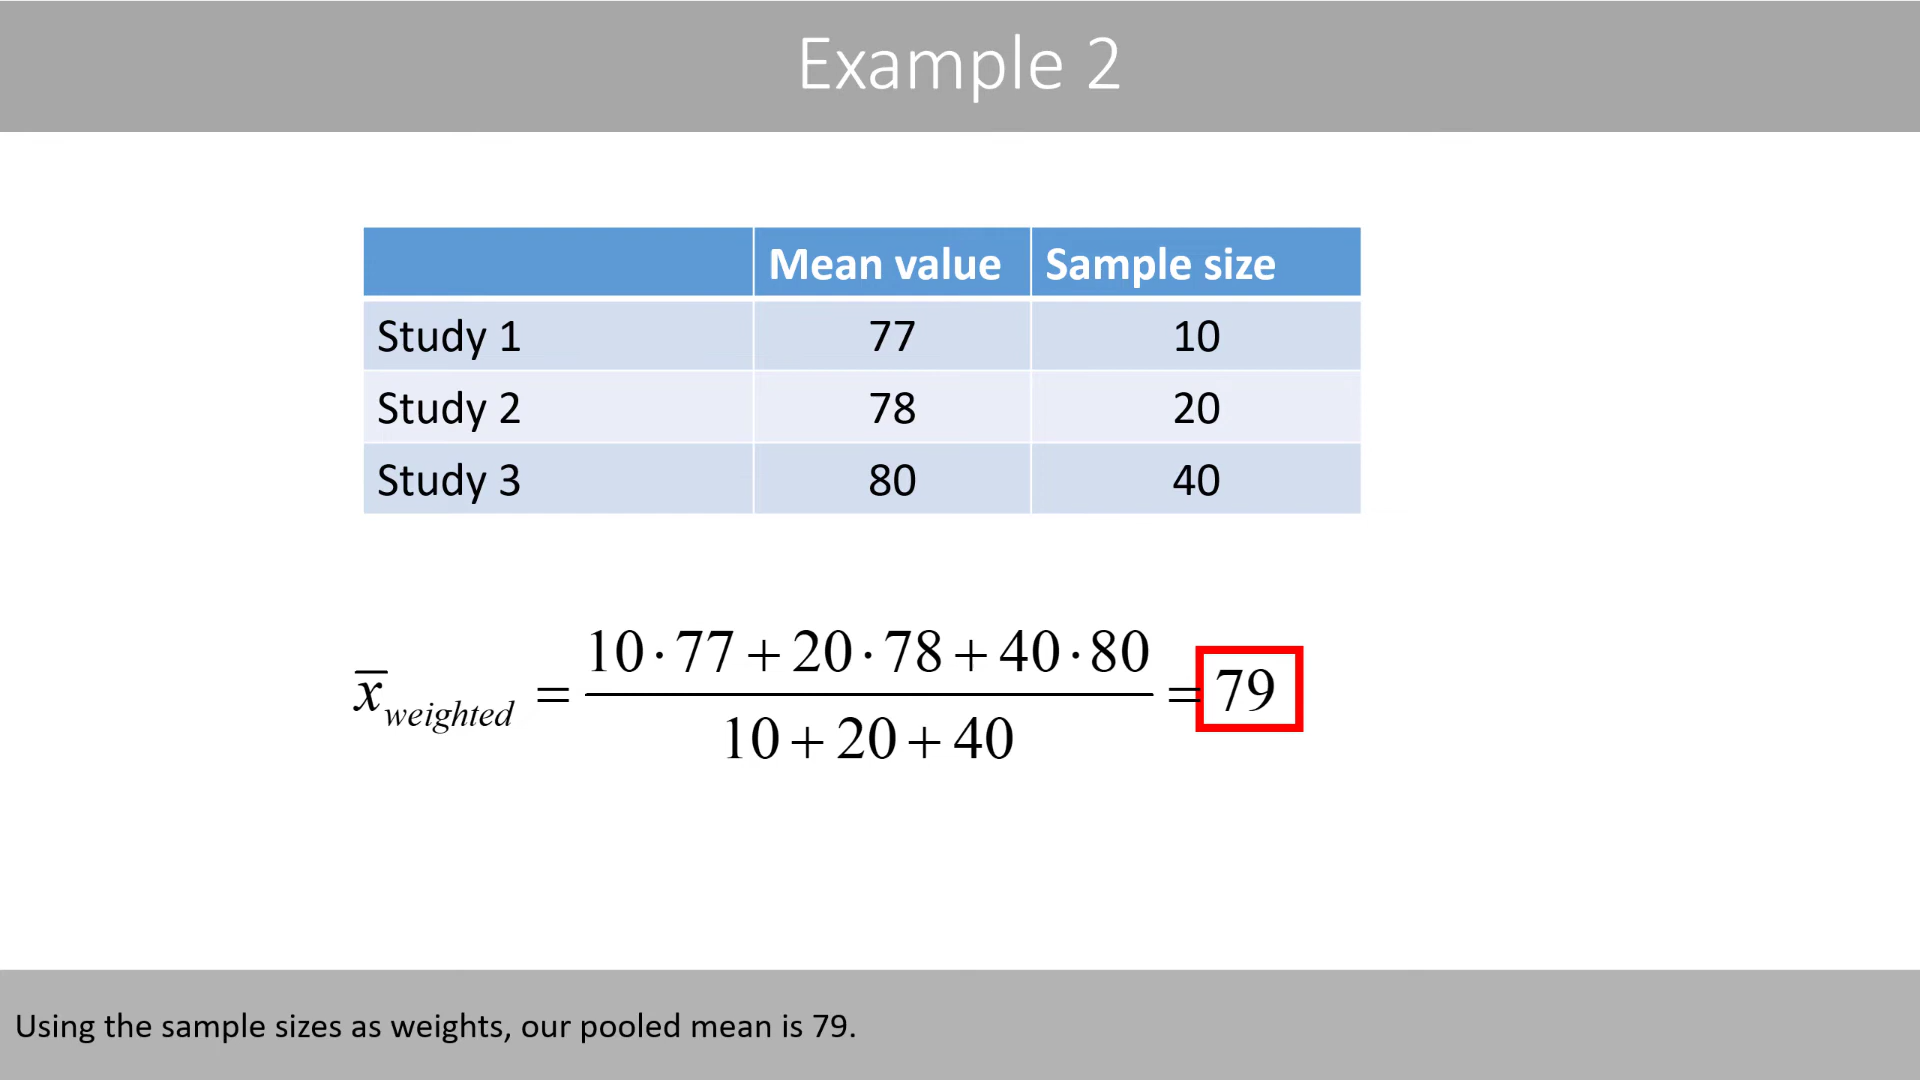 Example 2
Mean value Sample size
Study 1 77 10
Study 2 78 20
Study 3 80 40
x̄weighted = (10·77+20·78+40·80)/(10+20+40) = 79
Using the sample sizes as weights, our pooled mean is 79.